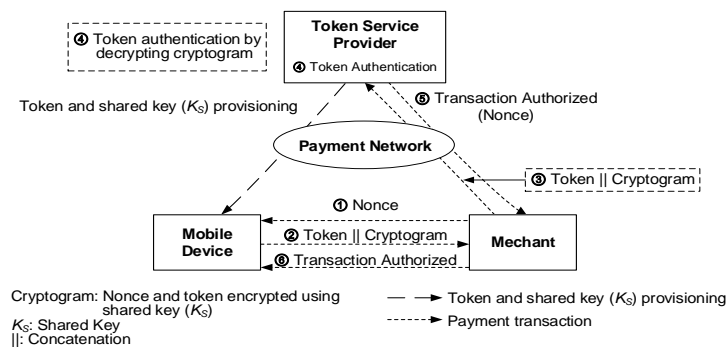 ④ Token authentication by
decrypting cryptogram
Token Service
Provider
④ Token Authentication
Token and shared key (KS) provisioning
⑤ Transaction Authorized
(Nonce)
Payment Network
③ Token || Cryptogram
① Nonce
Mobile
Device
② Token || Cryptogram
Mechant
⑥ Transaction Authorized
Cryptogram: Nonce and token encrypted using
shared key (KS)
KS: Shared Key
||: Concatenation
Token and shared key (KS) provisioning
Payment transaction